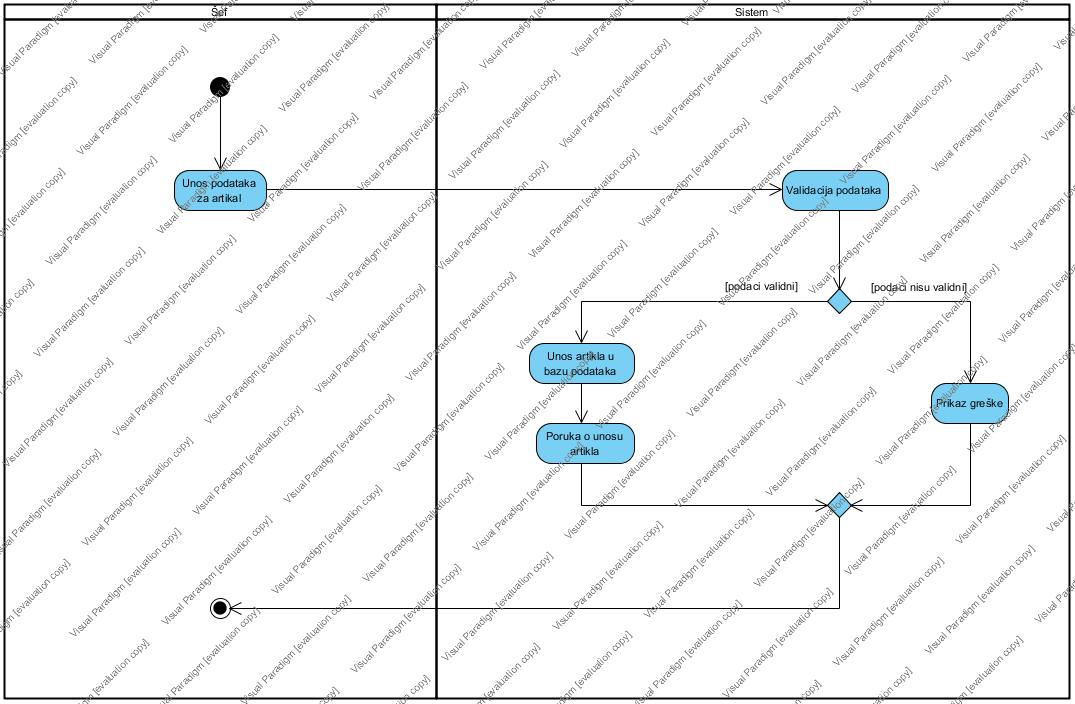 Šef
Sistem
Unos podataka
za artikal
Validacija podataka
[podaci validni]
[podaci nisu validni]
Unos artikla u
bazu podataka
Prikaz greške
Poruka o unosu
artikla
Visual Paradigm [evaluation copy]